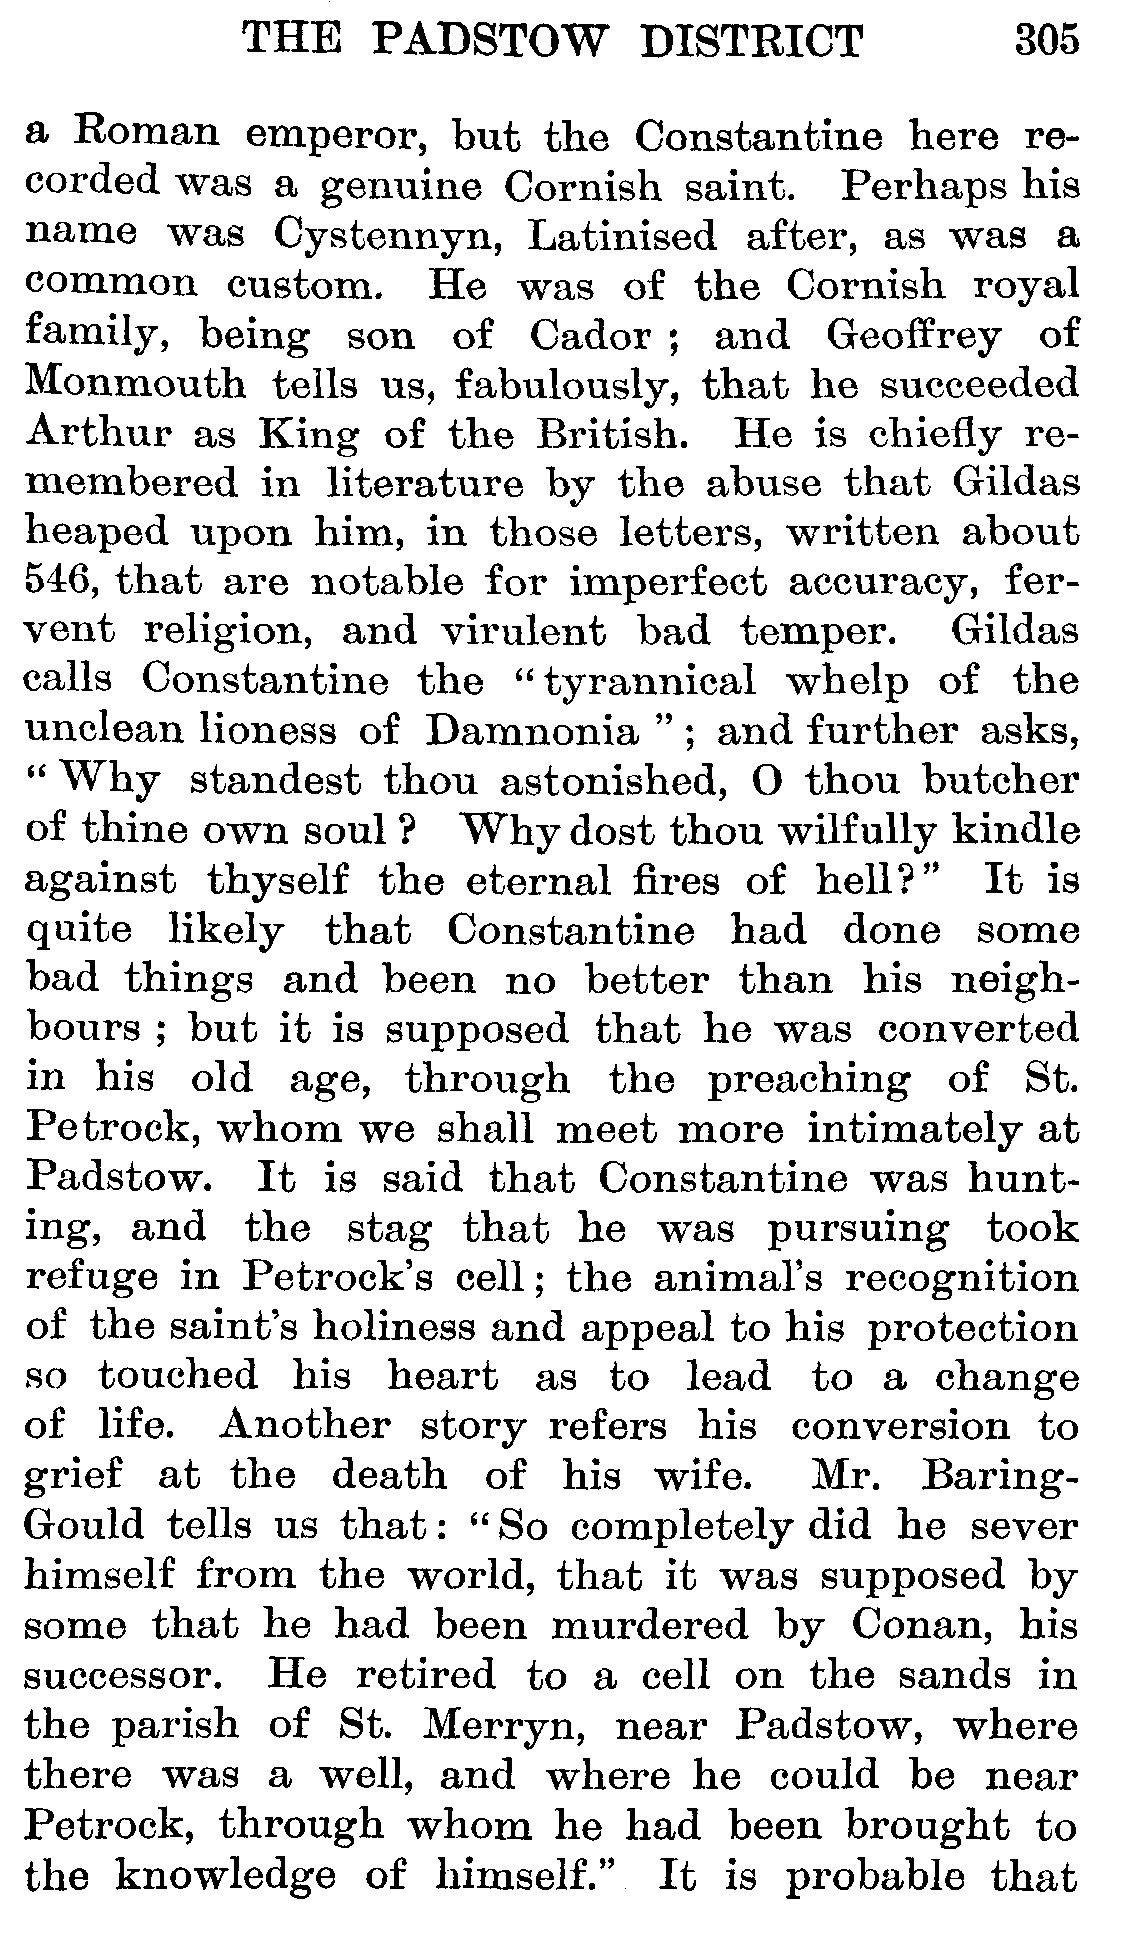 THE PADSTOW DISTRICT 305
a Roman emperor, but the Constantine here re-
corded was a genuine Cornish saint. Perhaps his
name was Cystennyn, Latinised after, as was a
common custom. He was of the Cornish royal
family, being son of Cador ; and Geoffrey of
Monmouth tells us, fabulously, that he succeeded
Arthur as King of the British. He is chiefly re-
membered in literature by the abuse that Gildas
heaped upon him, in those letters, written about
546, that are notable for imperfect accuracy, fer-
vent religion, and virulent bad temper. Gildas
calls Constantine the “tyrannical whelp of the
unclean lioness of Damnonia ” ; and further asks,
“ Why standest thou astonished, O thou butcher
of thine own soul ? Why dost thou wilfully kindle
against thyself the eternal fires of hell?” It is
quite likely that Constantine had done some
bad things and been no better than his neigh-
bours ; but it is supposed that he was converted
in his old age, through the preaching of St.
Petrock, whom we shall meet more intimately at
Padstow. It is said that Constantine was hunt-
ing, and the stag that he was pursuing took
refuge in Petrock’s cell ; the animal’s recognition
of the saint’s holiness and appeal to his protection
so touched his heart as to lead to a change
of life. Another story refers his conversion to
grief at the death of his wife. Mr. Baring-
Gould tells us that : “So completely did he sever
himself from the world, that it was supposed by
some that he had been murdered by Conan, his
successor. He retired to a cell on the sands in
the parish of St. Merryn, near Padstow, where
there was a well, and where he could be near
Petrock, through whom he had been brought to
the knowledge of himself.” It is probable that